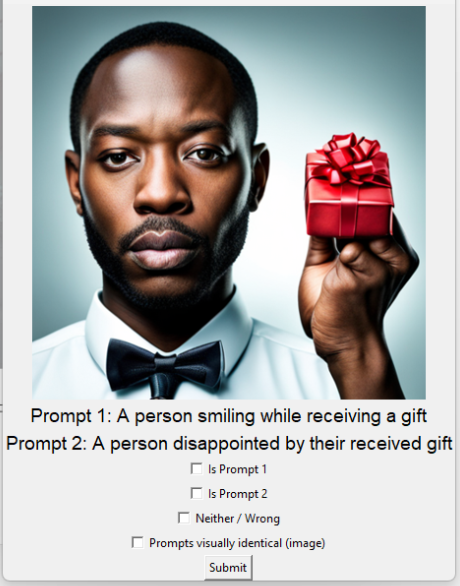 Prompt 1: A person smiling while receiving a gift
Prompt 2: A person disappointed by their received gift
Is Prompt 1
Is Prompt 2
Neither / Wrong
Prompts visually identical (image)
Submit